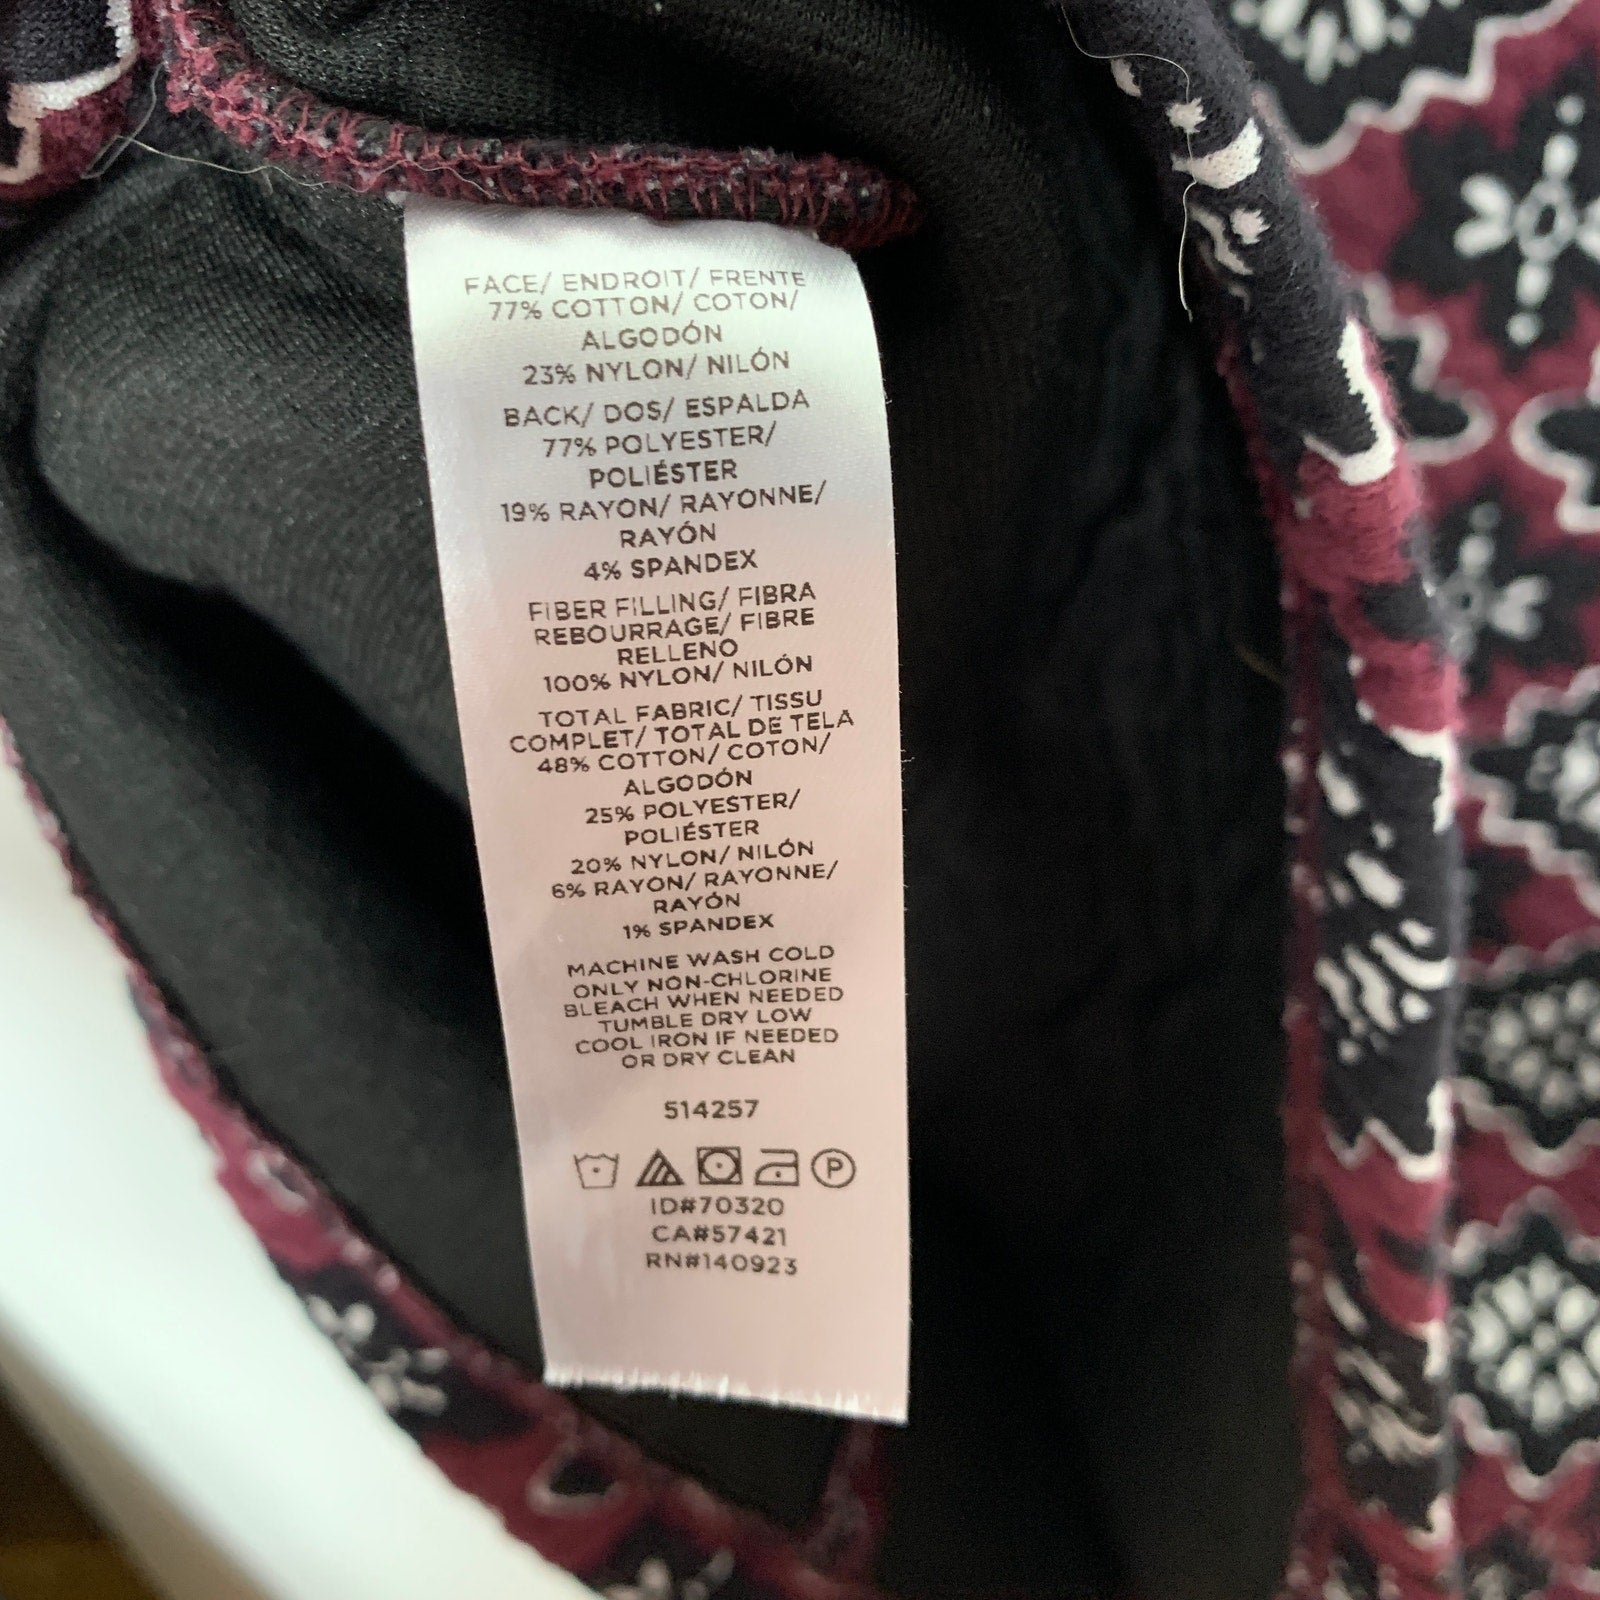 FACE/ ENDROIT/ FRENTE
77% COTTON/ COTON/
ALGODÓN
23% NYLON/ NILÓN
BACK/ DOS/ ESPALDA
77% POLYESTER/
POLIÉSTER
19% RAYON/ RAYONNE/
RAYÓN
4% SPANDEX
FIBER FILLING/ FIBRA
REBOURRAGE/ FIBRE
RELLENO
100% NYLON/ NILÓN
TOTAL FABRIC/ TISSU
COMPLET/ TOTAL DE TELA
48% COTTON/ COTON/
ALGODÓN
25% POLYESTER/
POLIÉSTER
20% NYLON/ NILÓN
6% RAYON/ RAYONNE/
RAYÓN
1% SPANDEX
MACHINE WASH COLD
ONLY NON-CHLORINE
BLEACH WHEN NEEDED
TUMBLE DRY LOW
COOL IRON IF NEEDED
OR DRY CLEAN
514257
P
ID#70320
CA#57421
RN#140923